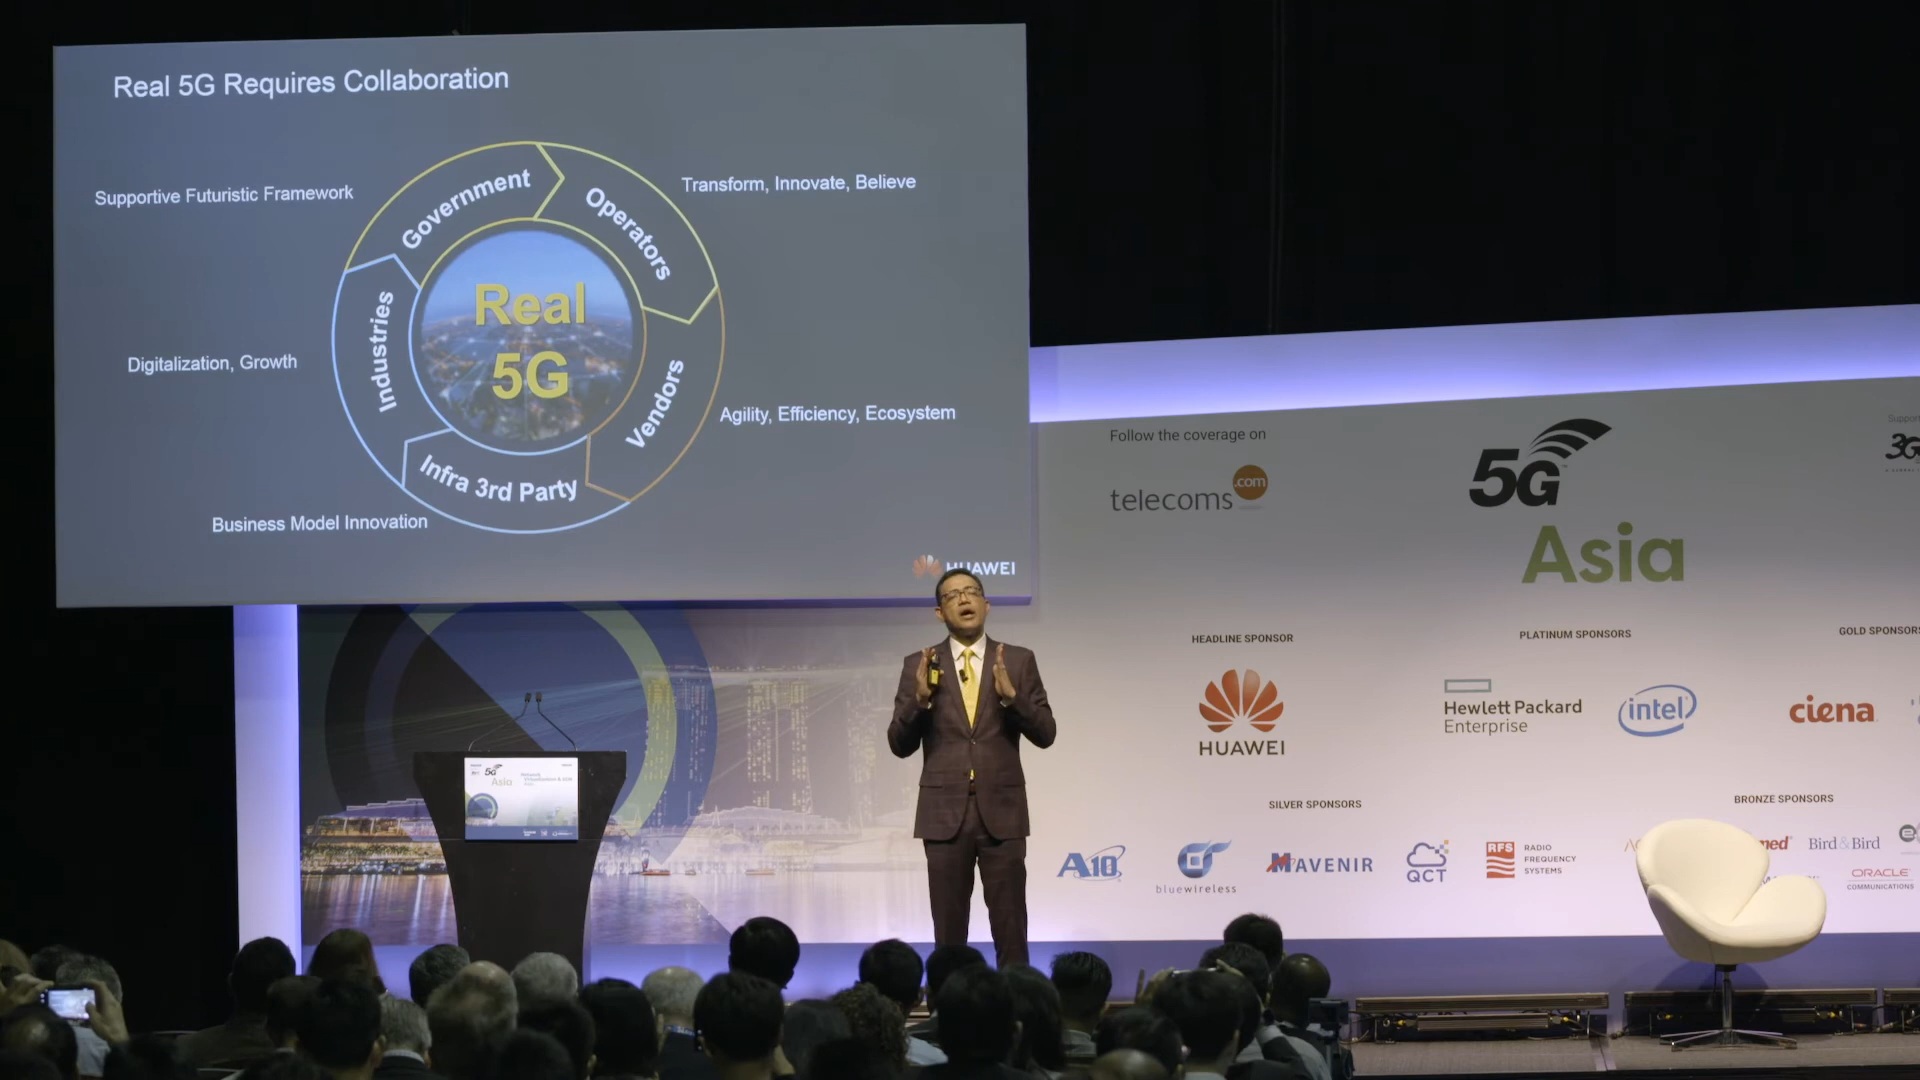 Real 5G Requires Collaboration
Supportive Futuristic Framework
Government
Operators
Transform, Innovate, Believe
Industries
Real
5G
Digitalization, Growth
Vendors
Agility, Efficiency, Ecosystem
Infra 3rd Party
Business Model Innovation
HUAWEI
Follow the coverage on
telecoms.com
5G
Asia
3G
HEADLINE SPONSOR
PLATINUM SPONSORS
GOLD SPONSORS
HUAWEI
Hewlett Packard
Enterprise
intel
ciena
SILVER SPONSORS
BRONZE SPONSORS
A10
bluewireless
MAVENIR
QCT
RFS
RADIO
FREQUENCY
SYSTEMS
Bird & Bird
ORACLE
COMMUNICATIONS
5G
Asia